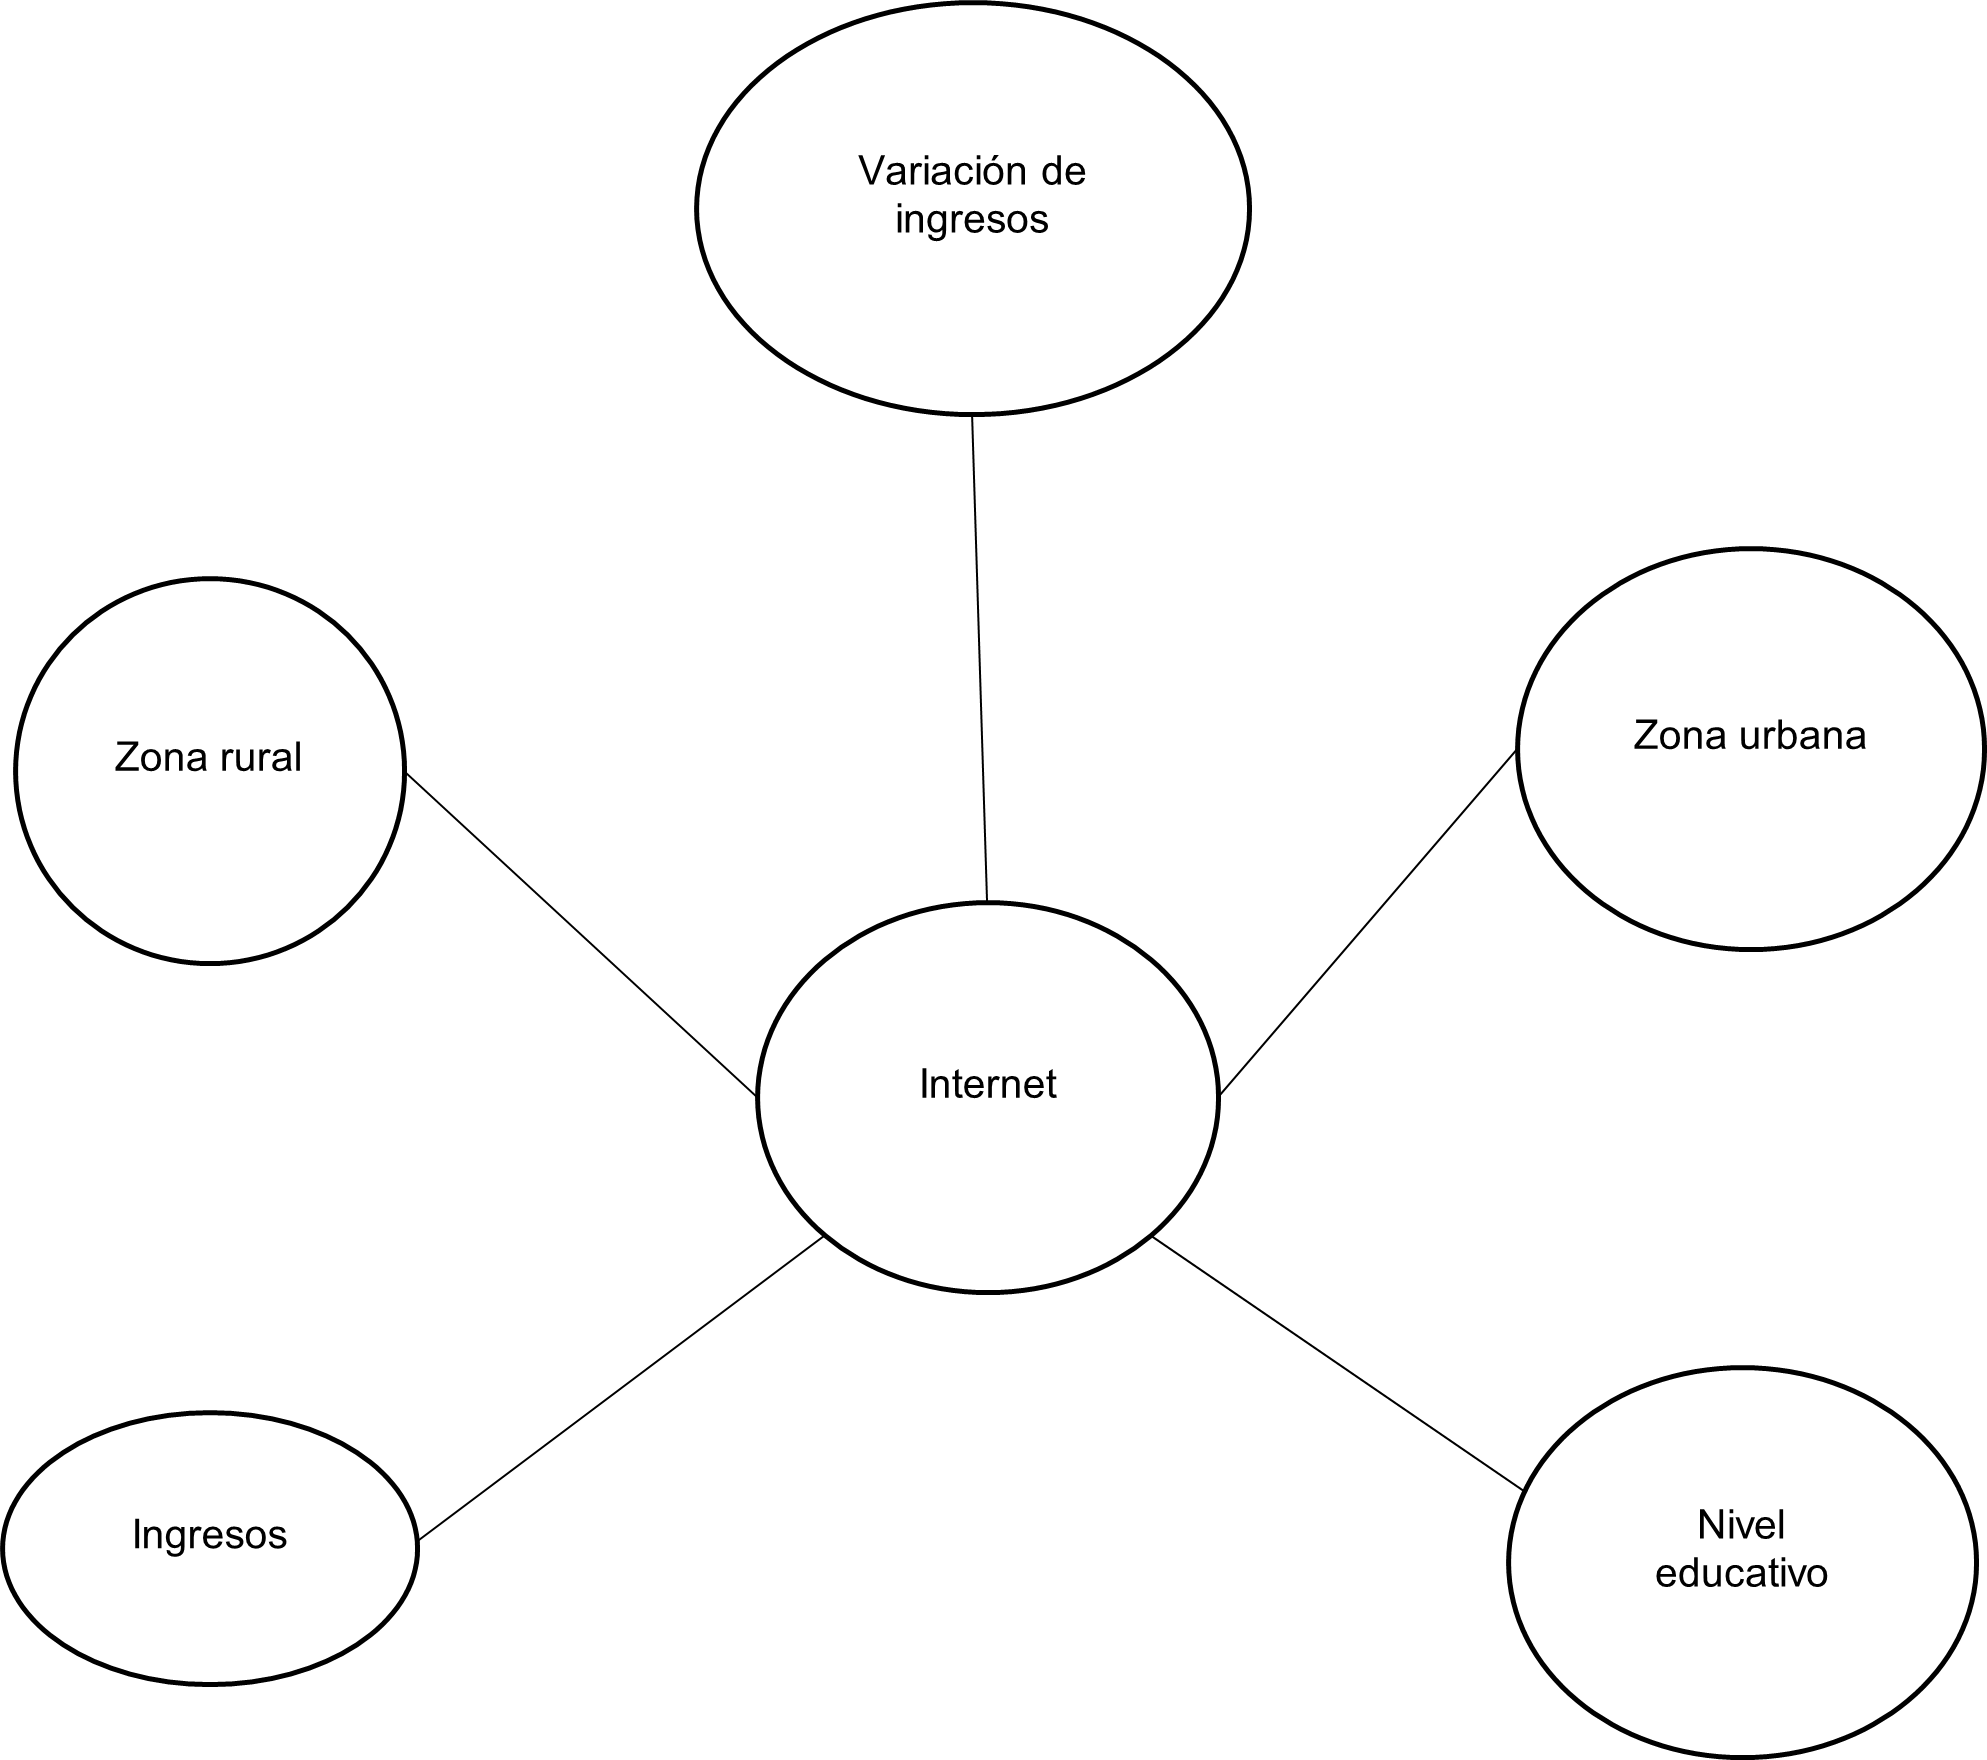 Variación de
ingresos
Zona rural
Zona urbana
Internet
Ingresos
Nivel
educativo